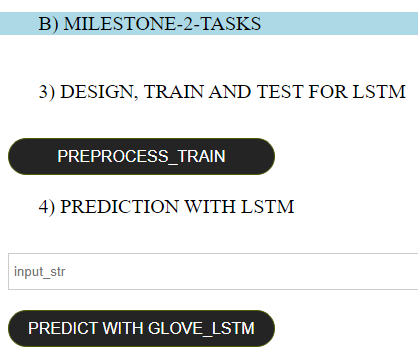 B) MILESTONE-2-TASKS
3) DESIGN, TRAIN AND TEST FOR LSTM
PREPROCESS_TRAIN
4) PREDICTION WITH LSTM
input_str
PREDICT WITH GLOVE_LSTM